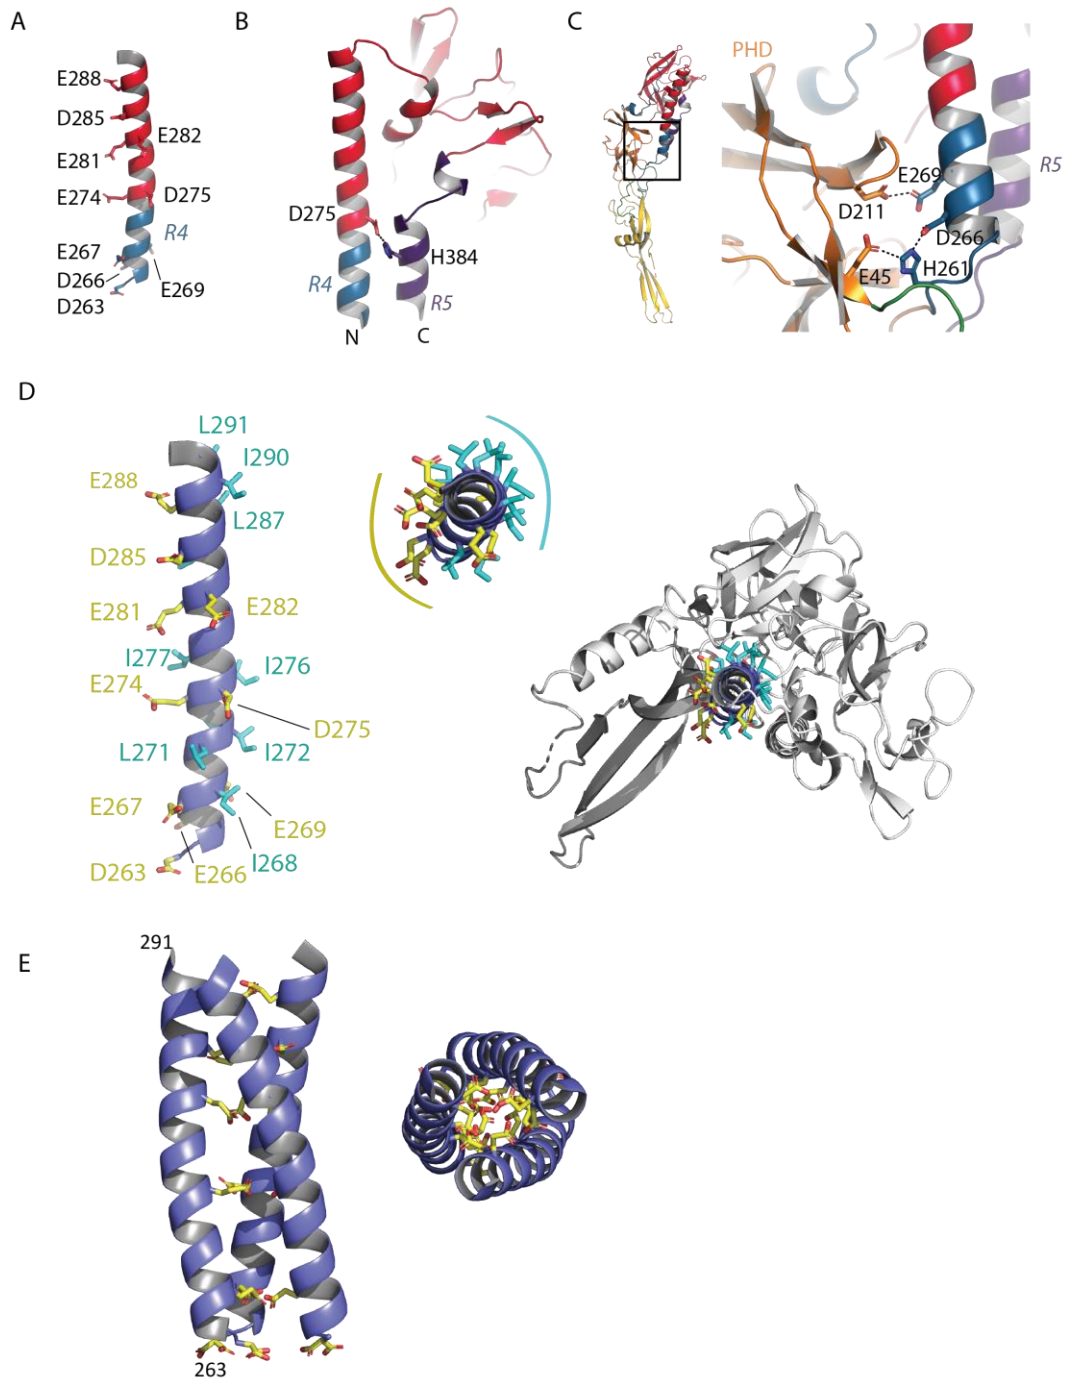 A
E288
D285
E282
E281
E274
D275
R4
E267
D266
E269
D263
B
D275
H384
R4
R5
N
C
C
PHD
E269
R5
D211
D266
E45
H261
D
L291
I290
E288
L287
D285
E281
E282
I277
I276
E274
D275
L271
I272
E267
E269
I268
D263
E266
E
291
263